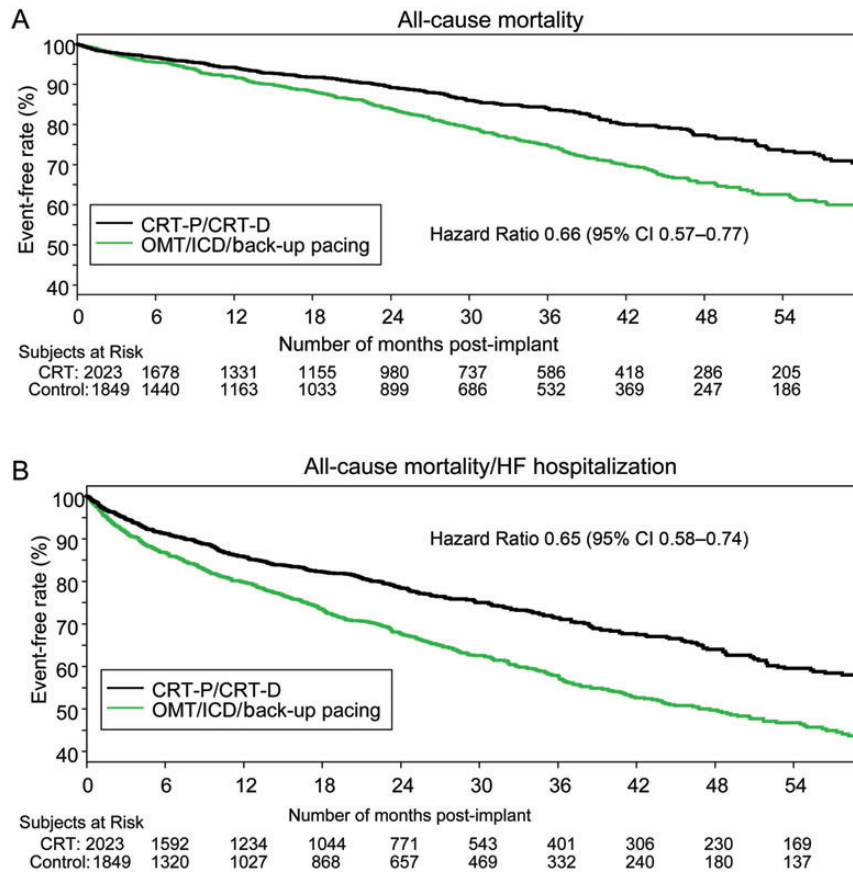 A
All-cause mortality
Event-free rate (%)
100
90
80
70
60
50
40
CRT-P/CRT-D
OMT/ICD/back-up pacing
Hazard Ratio 0.66 (95% CI 0.57–0.77)
0 6 12 18 24 30 36 42 48 54
Number of months post-implant
Subjects at Risk
CRT: 2023 1678 1331 1155 980 737 586 418 286 205
Control: 1849 1440 1163 1033 899 686 532 369 247 186
B
All-cause mortality/HF hospitalization
Event-free rate (%)
100
90
80
70
60
50
40
Hazard Ratio 0.65 (95% CI 0.58–0.74)
CRT-P/CRT-D
OMT/ICD/back-up pacing
0 6 12 18 24 30 36 42 48 54
Number of months post-implant
Subjects at Risk
CRT: 2023 1592 1234 1044 771 543 401 306 230 169
Control: 1849 1320 1027 868 657 469 332 240 180 137